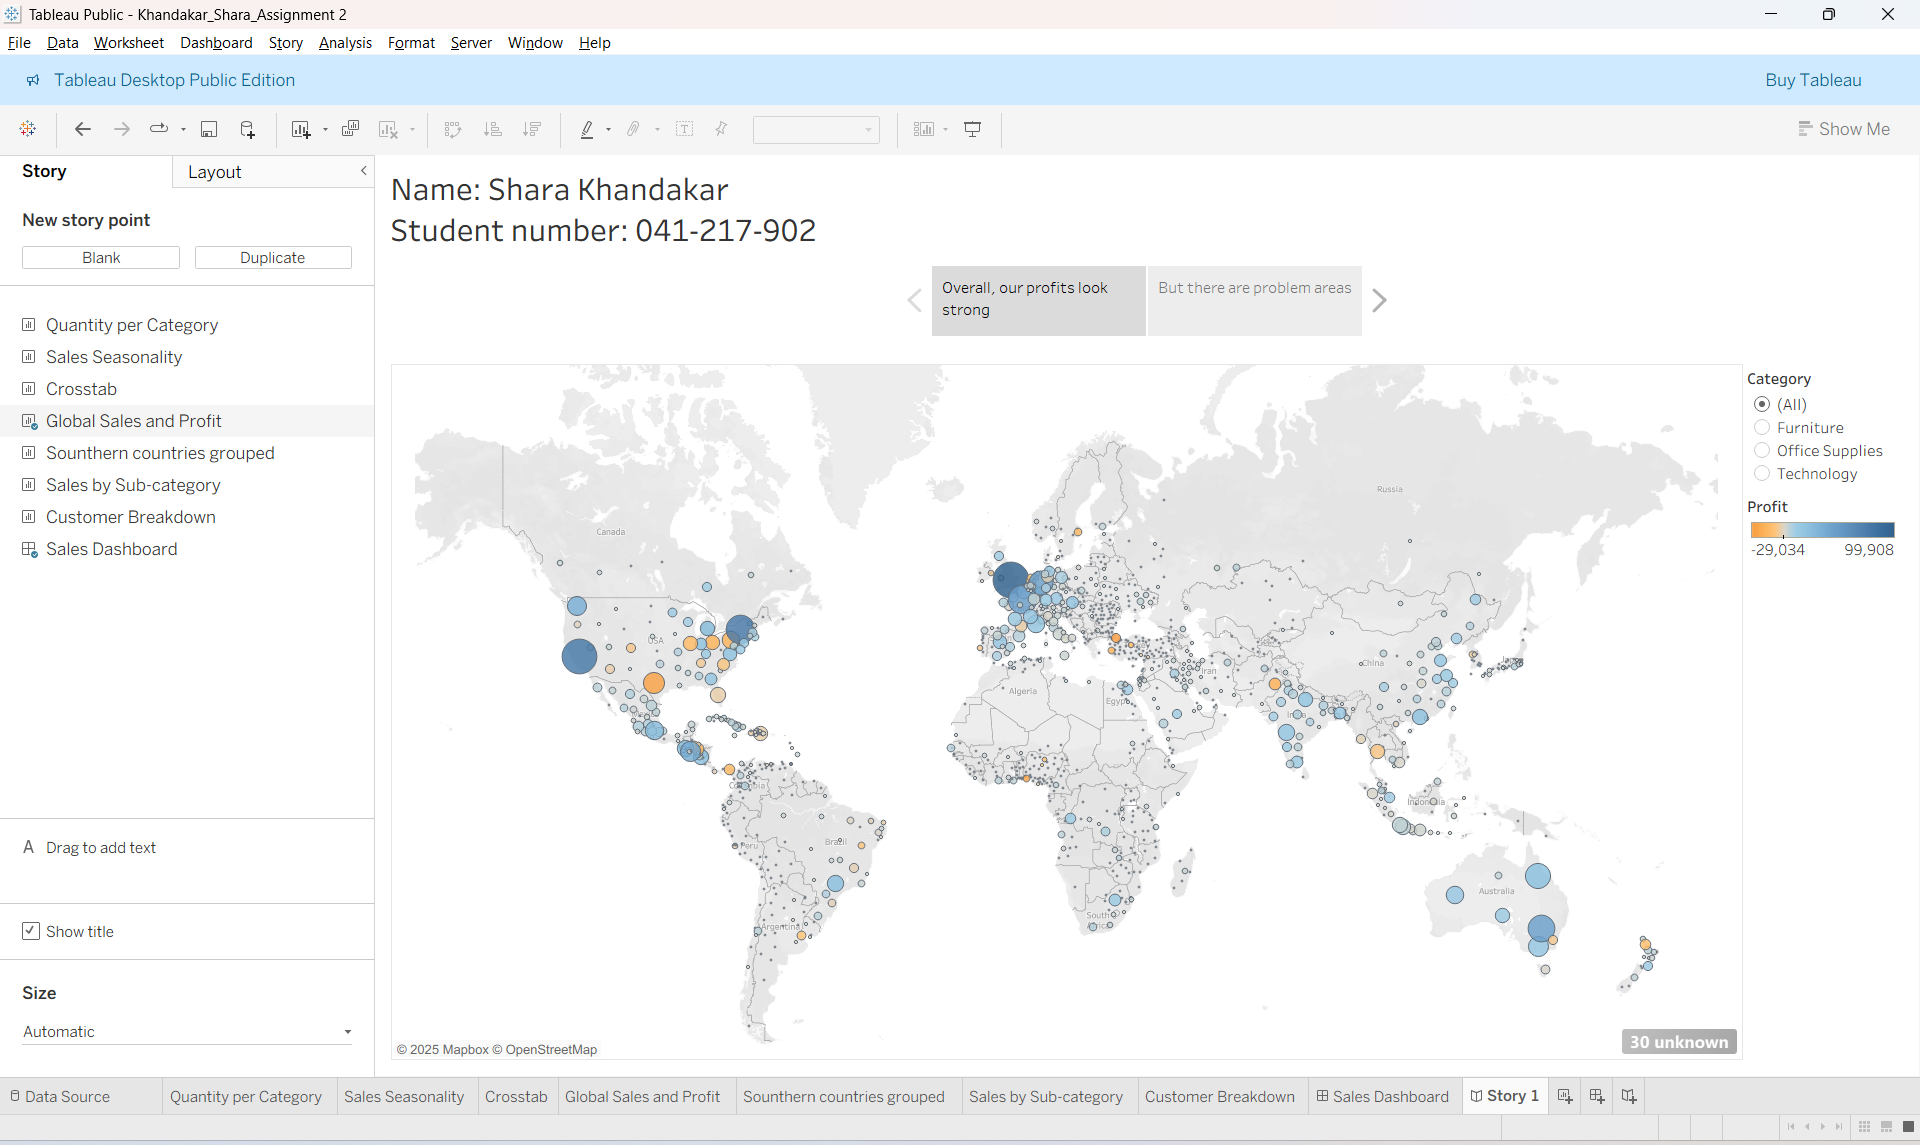 Tableau Public - Khandakar_Shara_Assignment 2
File Data Worksheet Dashboard Story Analysis Format Server Window Help
Tableau Desktop Public Edition
Buy Tableau
Show Me
Story
Layout
New story point
Blank
Duplicate
Quantity per Category
Sales Seasonality
Crosstab
Global Sales and Profit
Sounthern countries grouped
Sales by Sub-category
Customer Breakdown
Sales Dashboard
A Drag to add text
Show title
Size
Automatic
Name: Shara Khandakar
Student number: 041-217-902
Overall, our profits look
strong
But there are problem areas
Canada
USA
Russia
China
Iran
Algeria
Egypt
Brazil
Peru
Argentina
South
Africa
Australia
Indonesia
Category
(All)
Furniture
Office Supplies
Technology
Profit
-29,034 99,908
© 2025 Mapbox © OpenStreetMap
30 unknown
Data Source
Quantity per Category
Sales Seasonality
Crosstab
Global Sales and Profit
Sounthern countries grouped
Sales by Sub-category
Customer Breakdown
Sales Dashboard
Story 1